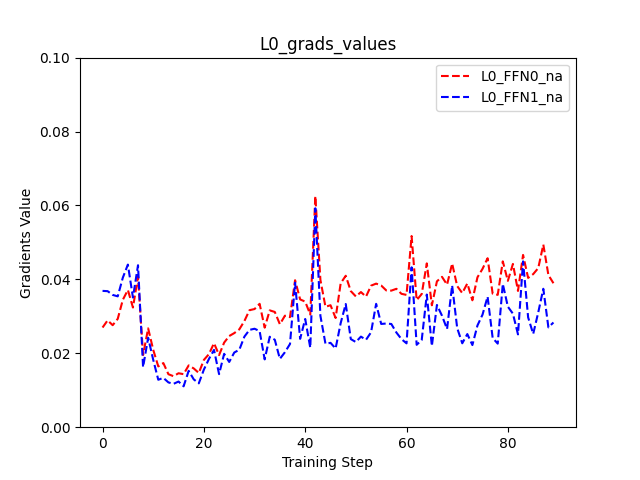 L0_grads_values
L0_FFN0_na
L0_FFN1_na
Gradients Value
0.10
0.08
0.06
0.04
0.02
0.00
0
20
40
60
80
Training Step